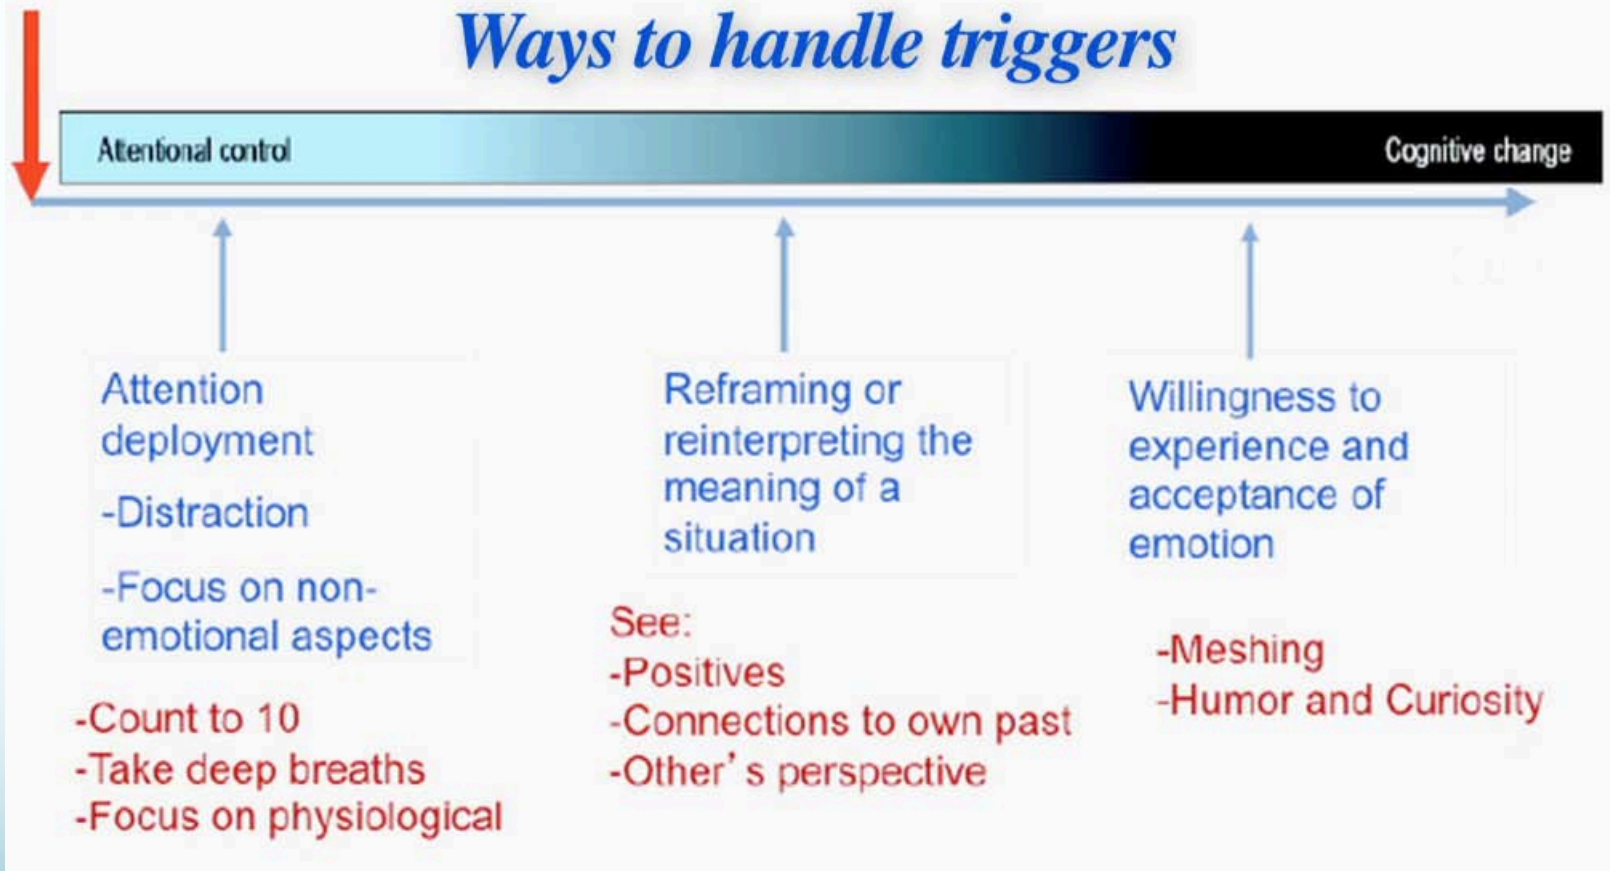 Ways to handle triggers
Attentional control
Cognitive change
Attention
deployment
-Distraction
-Focus on non-
emotional aspects
-Count to 10
-Take deep breaths
-Focus on physiological
Reframing or
reinterpreting the
meaning of a
situation
See:
-Positives
-Connections to own past
-Other's perspective
Willingness to
experience and
acceptance of
emotion
-Meshing
-Humor and Curiosity